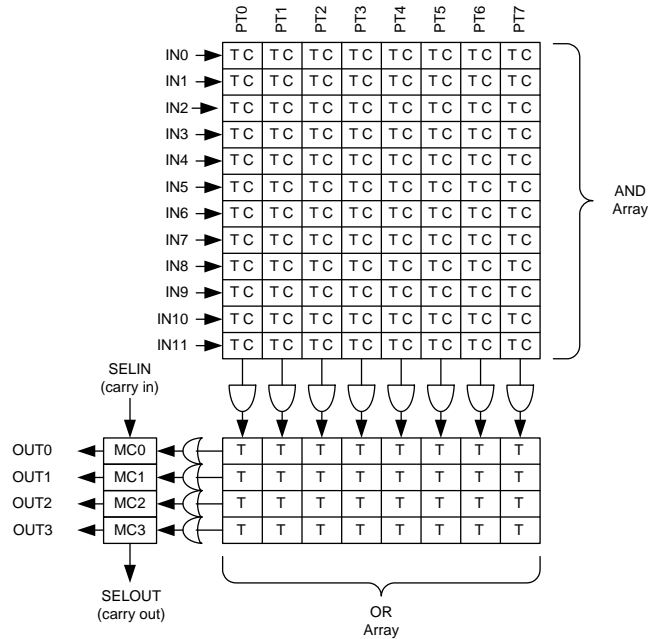 PT0 PT1 PT2 PT3 PT4 PT5 PT6 PT7
IN0 T C T C T C T C T C T C T C T C
IN1 T C T C T C T C T C T C T C T C
IN2 T C T C T C T C T C T C T C T C
IN3 T C T C T C T C T C T C T C T C
IN4 T C T C T C T C T C T C T C T C
IN5 T C T C T C T C T C T C T C T C
IN6 T C T C T C T C T C T C T C T C
IN7 T C T C T C T C T C T C T C T C
IN8 T C T C T C T C T C T C T C T C
IN9 T C T C T C T C T C T C T C T C
IN10 T C T C T C T C T C T C T C T C
IN11 T C T C T C T C T C T C T C T C
AND
Array
SELIN
(carry in)
OUT0 MC0 T T T T T T T T
OUT1 MC1 T T T T T T T T
OUT2 MC2 T T T T T T T T
OUT3 MC3 T T T T T T T T
SELOUT
(carry out)
OR
Array